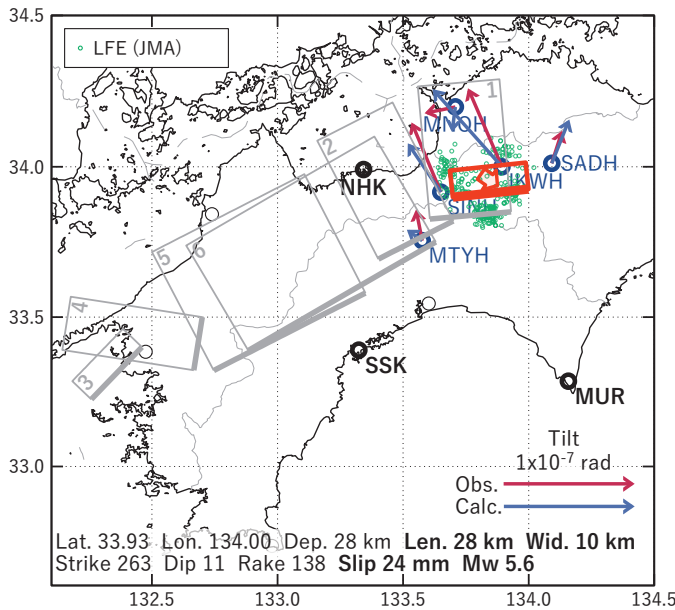 34.5
LFE (JMA)
1
MNOH
2
34.0
SADH
IKWH
NHK
SINH
MTYH
5
6
4
33.5
3
SSK
MUR
Tilt
1x10-7 rad
33.0
Obs.
Calc.
Lat. 33.93 Lon. 134.00 Dep. 28 km Len. 28 km Wid. 10 km
Strike 263 Dip 11 Rake 138 Slip 24 mm Mw 5.6
132.5 133.0 133.5 134.0 134.5